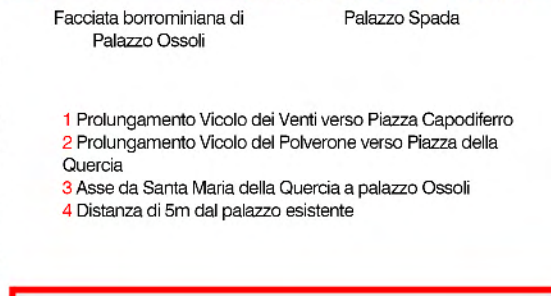 Facciata borrominiana di
Palazzo Ossoli
Palazzo Spada
1 Prolungamento Vicolo dei Venti verso Piazza Capodiferro
2 Prolungamento Vicolo del Polverone verso Piazza della
Quercia
3 Asse da Santa Maria della Quercia a palazzo Ossoli
4 Distanza di 5m dal palazzo esistente